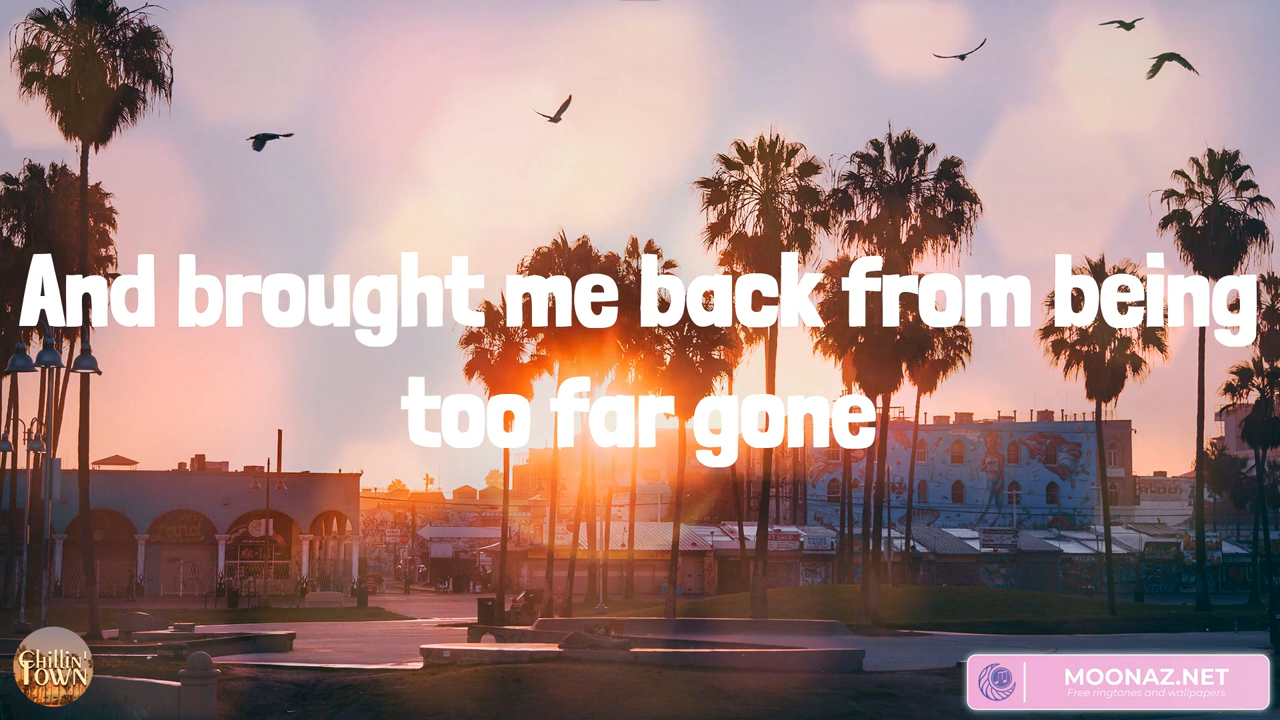 And brought me back from being
too far gone
Chillin'
Town
MOONAZ.NET
Free ringtones and wallpapers